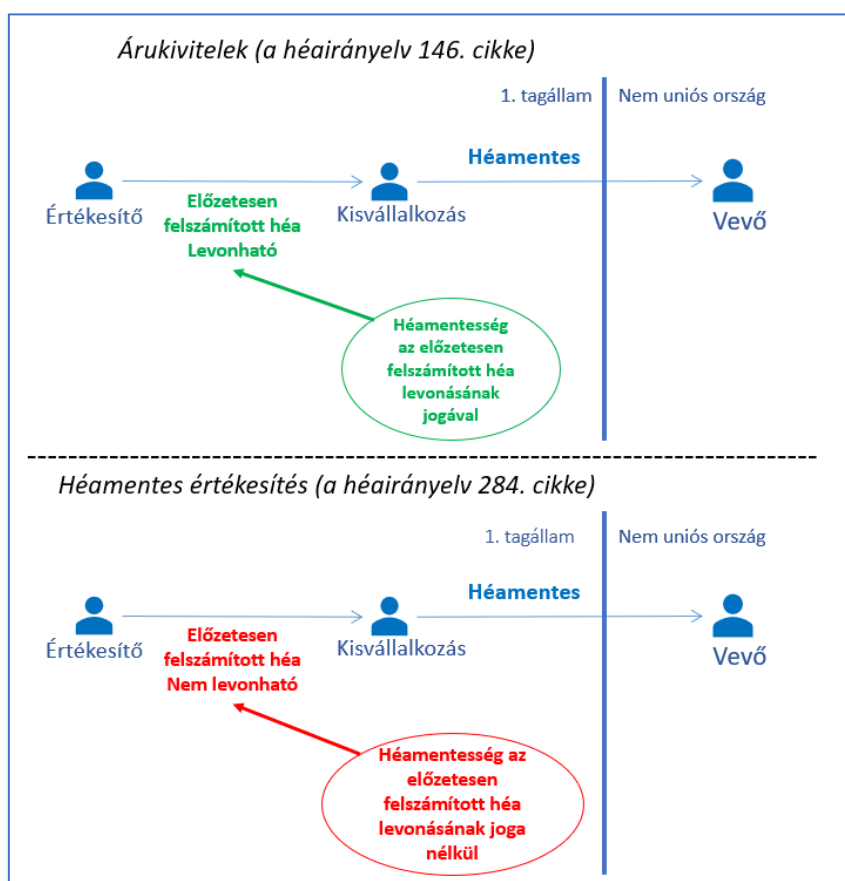 Árukivitelek (a héairányelv 146. cikke)
1. tagállam
Nem uniós ország
Héamentes
Értékesítő
Előzetesen
felszámított héa
Levonható
Kisvállalkozás
Vevő
Héamentesség
az előzetesen
felszámított héa
levonásának
jogával
Héamentes értékesítés (a héairányelv 284. cikke)
1. tagállam
Nem uniós ország
Héamentes
Értékesítő
Előzetesen
felszámított héa
Nem levonható
Kisvállalkozás
Vevő
Héamentesség az
előzetesen
felszámított héa
levonásának joga
nélkül